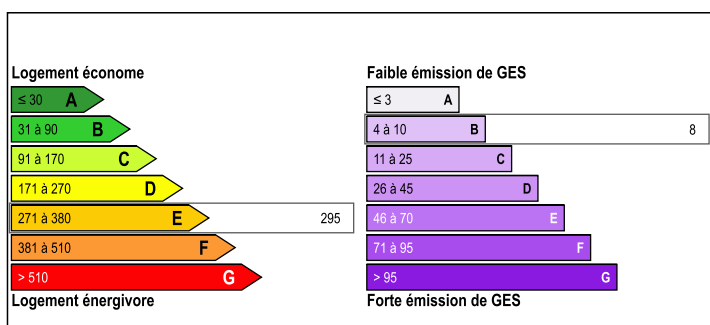 Logement économe
≤ 30 A
31 à 90 B
91 à 170 C
171 à 270 D
271 à 380 E 295
381 à 510 F
> 510 G
Logement énergivore
Faible émission de GES
≤ 3 A
4 à 10 B 8
11 à 25 C
26 à 45 D
46 à 70 E
71 à 95 F
> 95 G
Forte émission de GES